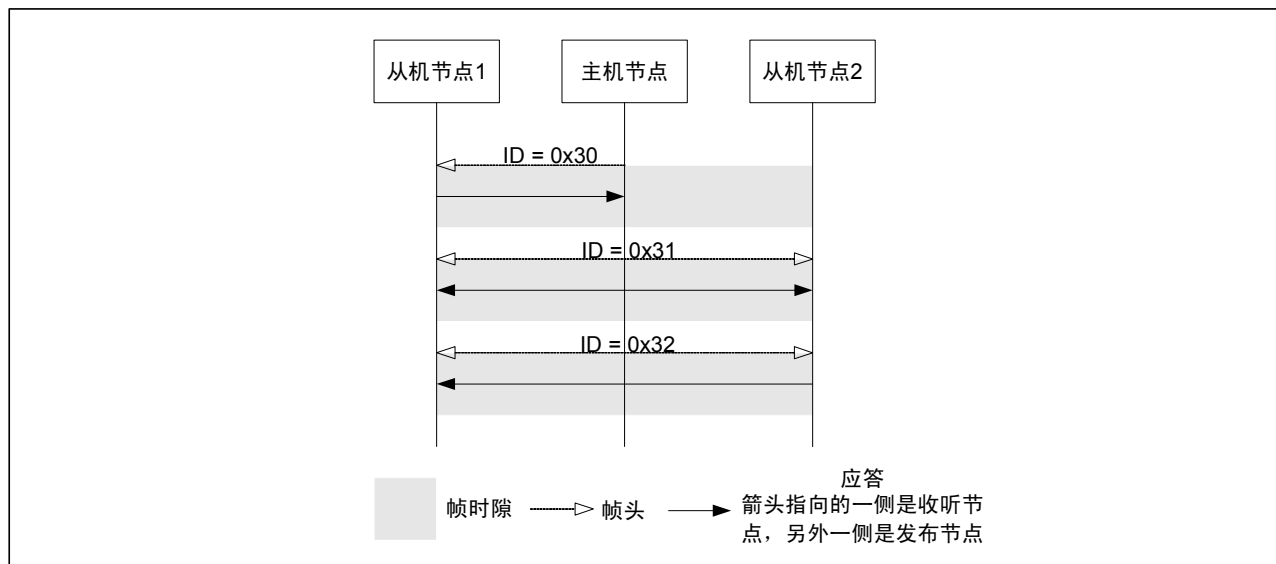 从机节点1
主机节点
从机节点2
ID = 0x30
ID = 0x31
ID = 0x32
帧时隙
帧头
应答
箭头指向的一侧是收听节
点，另外一侧是发布节点